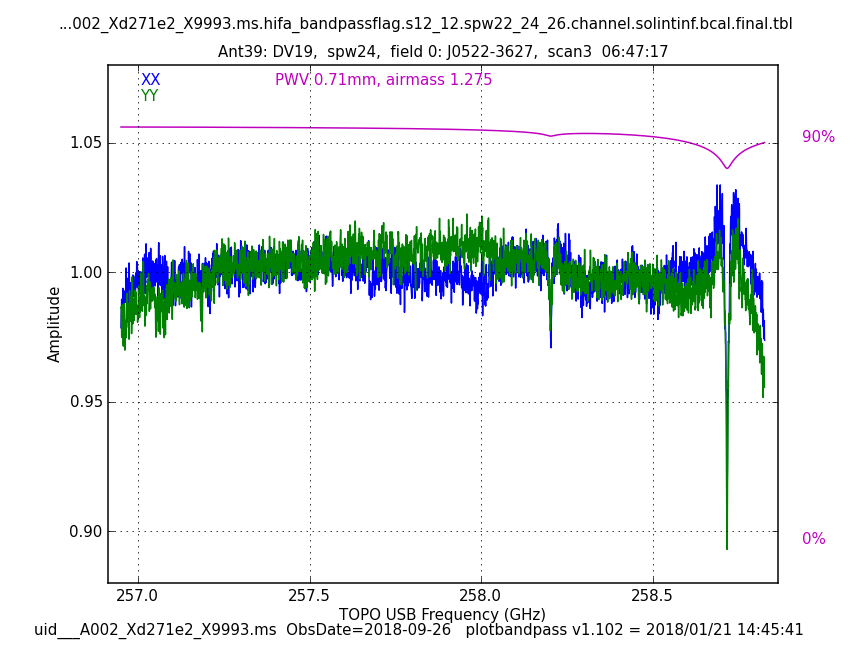 ...002_Xd271e2_X9993.ms.hifa_bandpassflag.s12_12.spw22_24_26.channel.solintinf.bcal.final.tbl
Ant39: DV19,  spw24,  field 0: J0522-3627,  scan3  06:47:17
XX
PWV 0.71mm, airmass 1.275
YY
90%
1.05
1.00
0.95
0.90
0%
Amplitude
257.0
257.5
258.0
258.5
TOPO USB Frequency (GHz)
uid___A002_Xd271e2_X9993.ms  ObsDate=2018-09-26   plotbandpass v1.102 = 2018/01/21 14:45:41